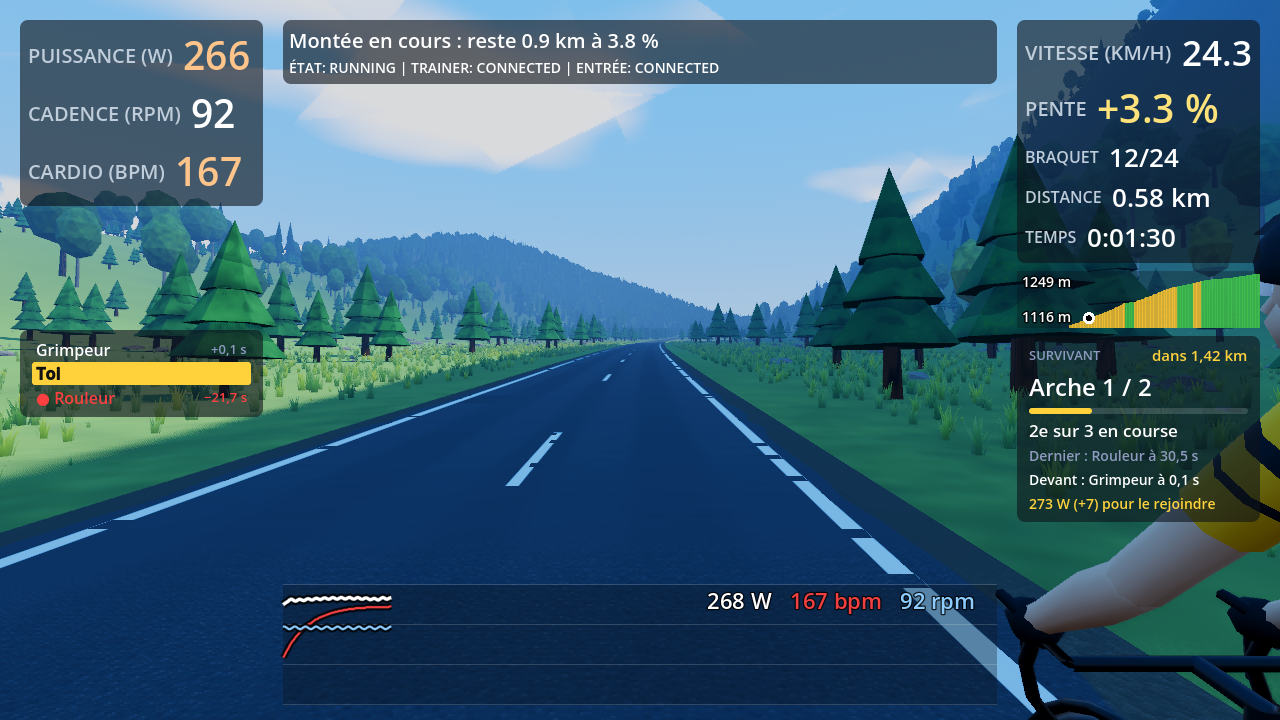 PUISSANCE (W) 266
CADENCE (RPM) 92
CARDIO (BPM) 167
Montée en cours : reste 0.9 km à 3.8 %
ÉTAT: RUNNING | TRAINER: CONNECTED | ENTRÉE: CONNECTED
VITESSE (KM/H) 24.3
PENTE +3.3 %
BRAQUET 12/24
DISTANCE 0.58 km
TEMPS 0:01:30
1249 m
1116 m
Grimpeur +0,1 s
Toi
Rouleur −21,7 s
SURVIVANT dans 1,42 km
Arche 1 / 2
2e sur 3 en course
Dernier : Rouleur à 30,5 s
Devant : Grimpeur à 0,1 s
273 W (+7) pour le rejoindre
268 W 167 bpm 92 rpm